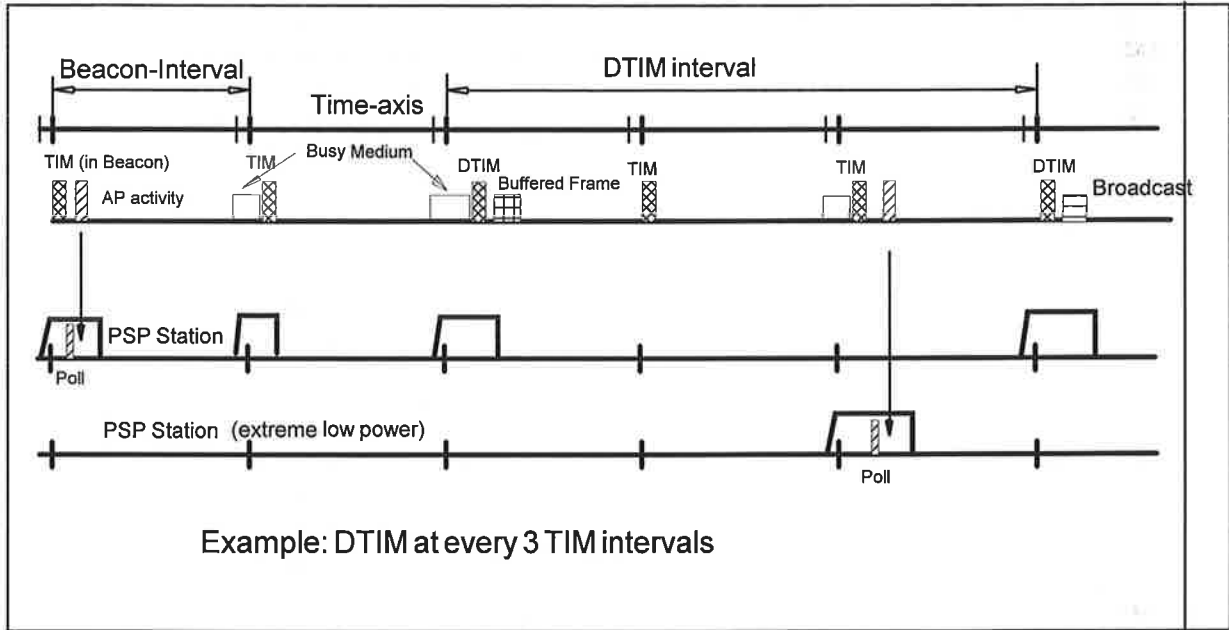 Beacon-Interval
DTIM interval
Time-axis
TIM (in Beacon)
TIM
Busy Medium
DTIM
TIM
TIM
DTIM
AP activity
Buffered Frame
Broadcast
PSP Station
Poll
PSP Station (extreme low power)
Poll
Example: DTIM at every 3 TIM intervals